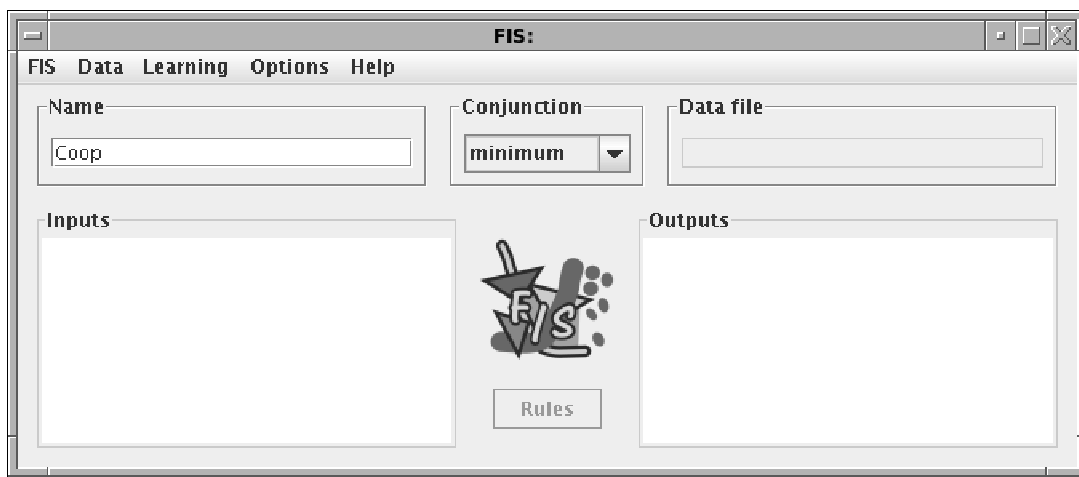 FIS:
FIS Data Learning Options Help
Name Conjunction Data file
Coop minimum
Inputs Outputs
FIS
Rules